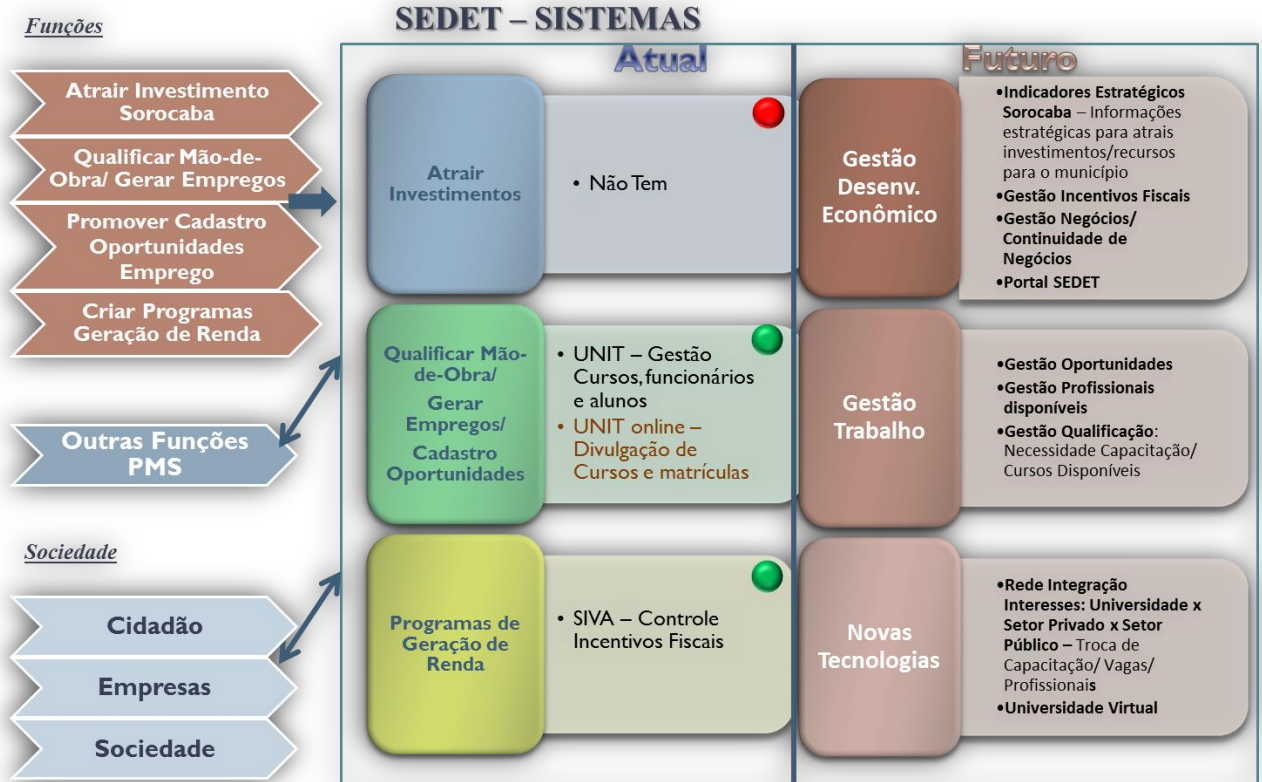 SEDET – SISTEMAS
Funções
Atrair Investimento
Sorocaba
Qualificar Mão-de-
Obra/ Gerar Empregos
Promover Cadastro
Oportunidades
Emprego
Criar Programas
Geração de Renda
Outras Funções
PMS
Sociedade
Cidadão
Empresas
Sociedade
Atual
Atrair
Investimentos
• Não Tem
Qualificar Mão-
de-Obra/
Gerar
Empregos/
Cadastro
Oportunidades
• UNIT – Gestão
Cursos, funcionários
e alunos
• UNIT online –
Divulgação de
Cursos e matrículas
Programas de
Geração de
Renda
• SIVA – Controle
Incentivos Fiscais
Futuro
Gestão
Desenv.
Econômico
•Indicadores Estratégicos
Sorocaba – Informações
estratégicas para atrais
investimentos/recursos
para o município
•Gestão Incentivos Fiscais
•Gestão Negócios/
Continuidade de
Negócios
•Portal SEDET
Gestão
Trabalho
•Gestão Oportunidades
•Gestão Profissionais
disponíveis
•Gestão Qualificação:
Necessidade Capacitação/
Cursos Disponíveis
Novas
Tecnologias
•Rede Integração
Interesses: Universidade x
Setor Privado x Setor
Público – Troca de
Capacitação/ Vagas/
Profissionais
•Universidade Virtual